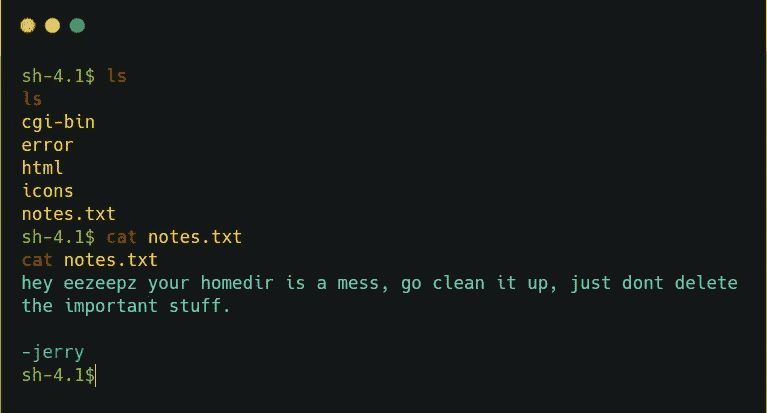 sh-4.1$ ls
ls
cgi-bin
error
html
icons
notes.txt
sh-4.1$ cat notes.txt
cat notes.txt
hey eezeepz your homedir is a mess, go clean it up, just dont delete
the important stuff.
-jerry
sh-4.1$